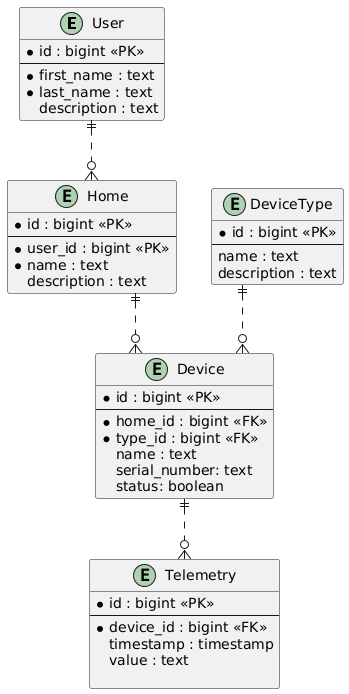 E User
* id : bigint «PK»
* first_name : text
* last_name : text
description : text
E Home
* id : bigint «PK»
* user_id : bigint «PK»
* name : text
description : text
E DeviceType
* id : bigint «PK»
name : text
description : text
E Device
* id : bigint «PK»
* home_id : bigint «FK»
* type_id : bigint «FK»
name : text
serial_number: text
status: boolean
E Telemetry
* id : bigint «PK»
* device_id : bigint «FK»
timestamp : timestamp
value : text